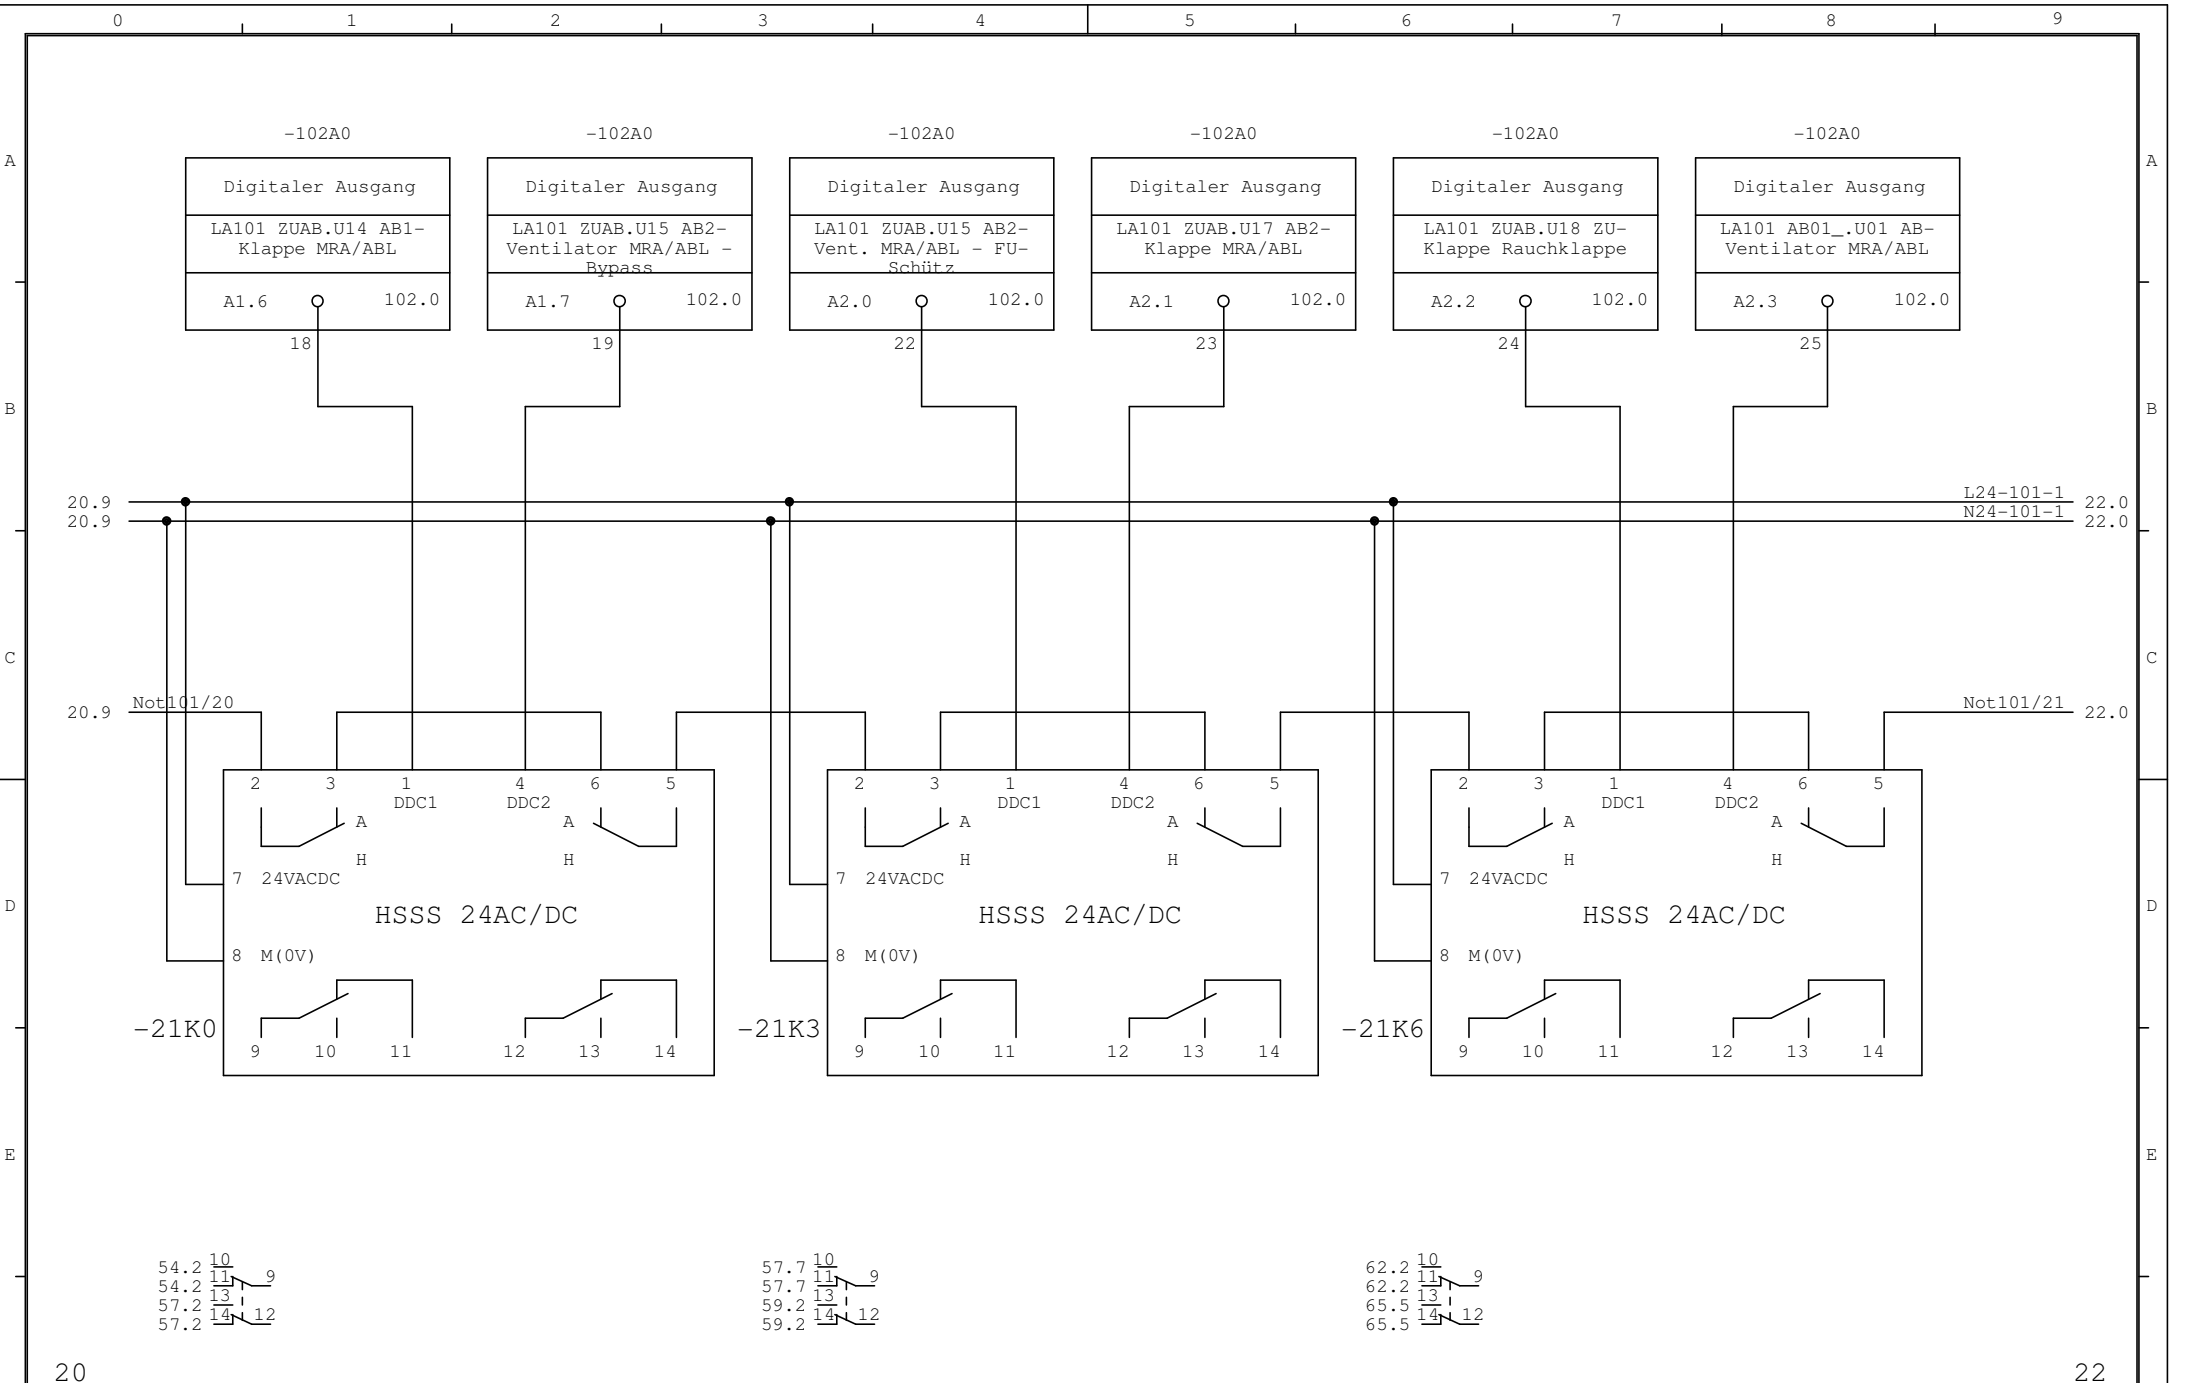 0 1 2 3 4 5 6 7 8 9
-102A0 -102A0 -102A0 -102A0 -102A0 -102A0
A A
Digitaler Ausgang
LA101 ZUAB.U14 AB1-
Klappe MRA/ABL
A1.6 102.0
18
Digitaler Ausgang
LA101 ZUAB.U15 AB2-
Ventilator MRA/ABL -
Bypass
A1.7 102.0
19
Digitaler Ausgang
LA101 ZUAB.U15 AB2-
Vent. MRA/ABL - FU-
Schütz
A2.0 102.0
22
Digitaler Ausgang
LA101 ZUAB.U17 AB2-
Klappe MRA/ABL
A2.1 102.0
23
Digitaler Ausgang
LA101 ZUAB.U18 ZU-
Klappe Rauchklappe
A2.2 102.0
24
Digitaler Ausgang
LA101 AB01_.U01 AB-
Ventilator MRA/ABL
A2.3 102.0
25
B B
20.9 L24-101-1 22.0
20.9 N24-101-1 22.0
C C
20.9 Not101/20 Not101/21 22.0
2 3 1 4 6 5
DDC1 DDC2
A A
H H
7 24VACDC
HSSS 24AC/DC
8 M(0V)
-21K0
9 10 11 12 13 14
2 3 1 4 6 5
DDC1 DDC2
A A
H H
7 24VACDC
HSSS 24AC/DC
8 M(0V)
-21K3
9 10 11 12 13 14
2 3 1 4 6 5
DDC1 DDC2
A A
H H
7 24VACDC
HSSS 24AC/DC
8 M(0V)
-21K6
9 10 11 12 13 14
D D
E E
54.2 10
54.2 11 9
57.2 13
57.2 14 12
57.7 10
57.7 11 9
59.2 13
59.2 14 12
62.2 10
62.2 11 9
65.5 13
65.5 14 12
20 22